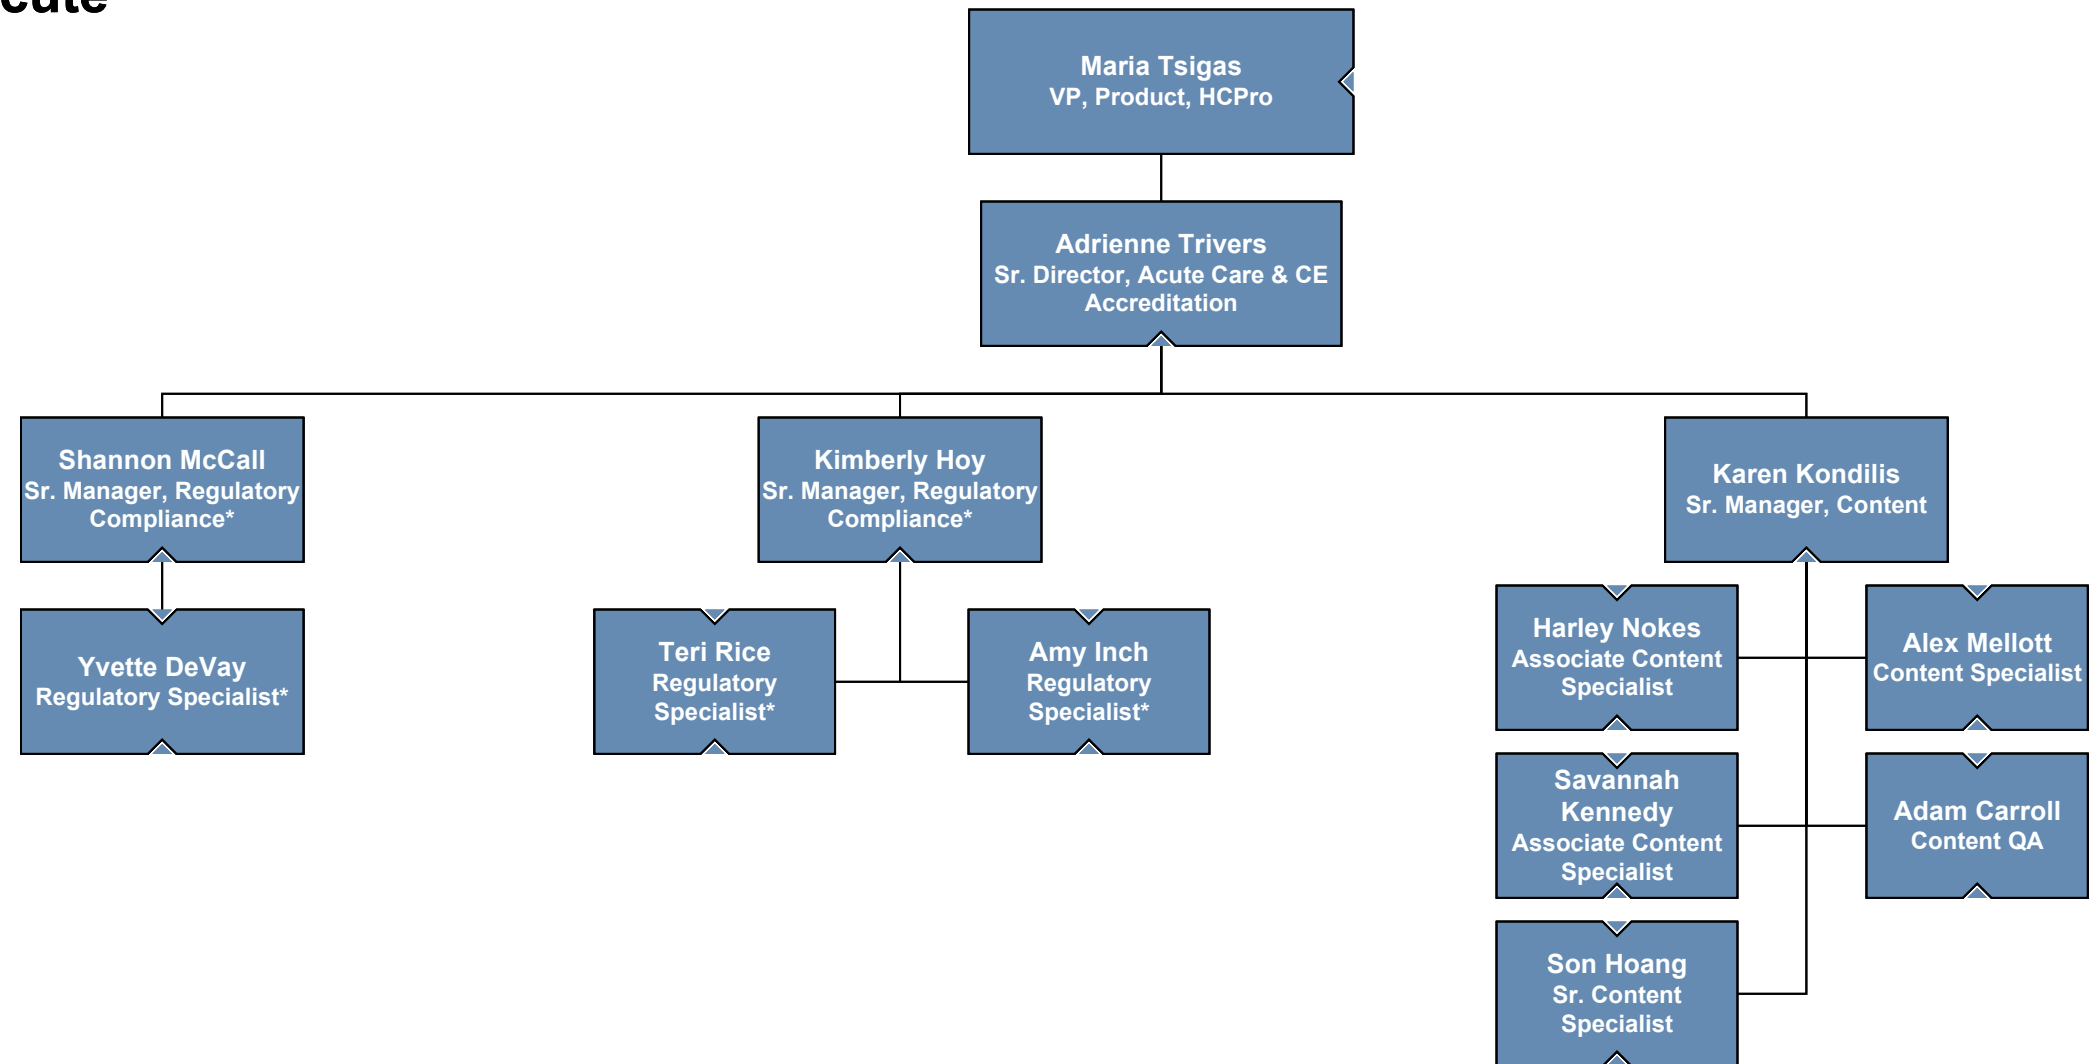 cute
Maria Tsigas
VP, Product, HCPro
Adrienne Trivers
Sr. Director, Acute Care & CE
Accreditation
Shannon McCall
Sr. Manager, Regulatory
Compliance*
Kimberly Hoy
Sr. Manager, Regulatory
Compliance*
Karen Kondilis
Sr. Manager, Content
Yvette DeVay
Regulatory Specialist*
Teri Rice
Regulatory
Specialist*
Amy Inch
Regulatory
Specialist*
Harley Nokes
Associate Content
Specialist
Alex Mellott
Content Specialist
Savannah
Kennedy
Associate Content
Specialist
Adam Carroll
Content QA
Son Hoang
Sr. Content
Specialist